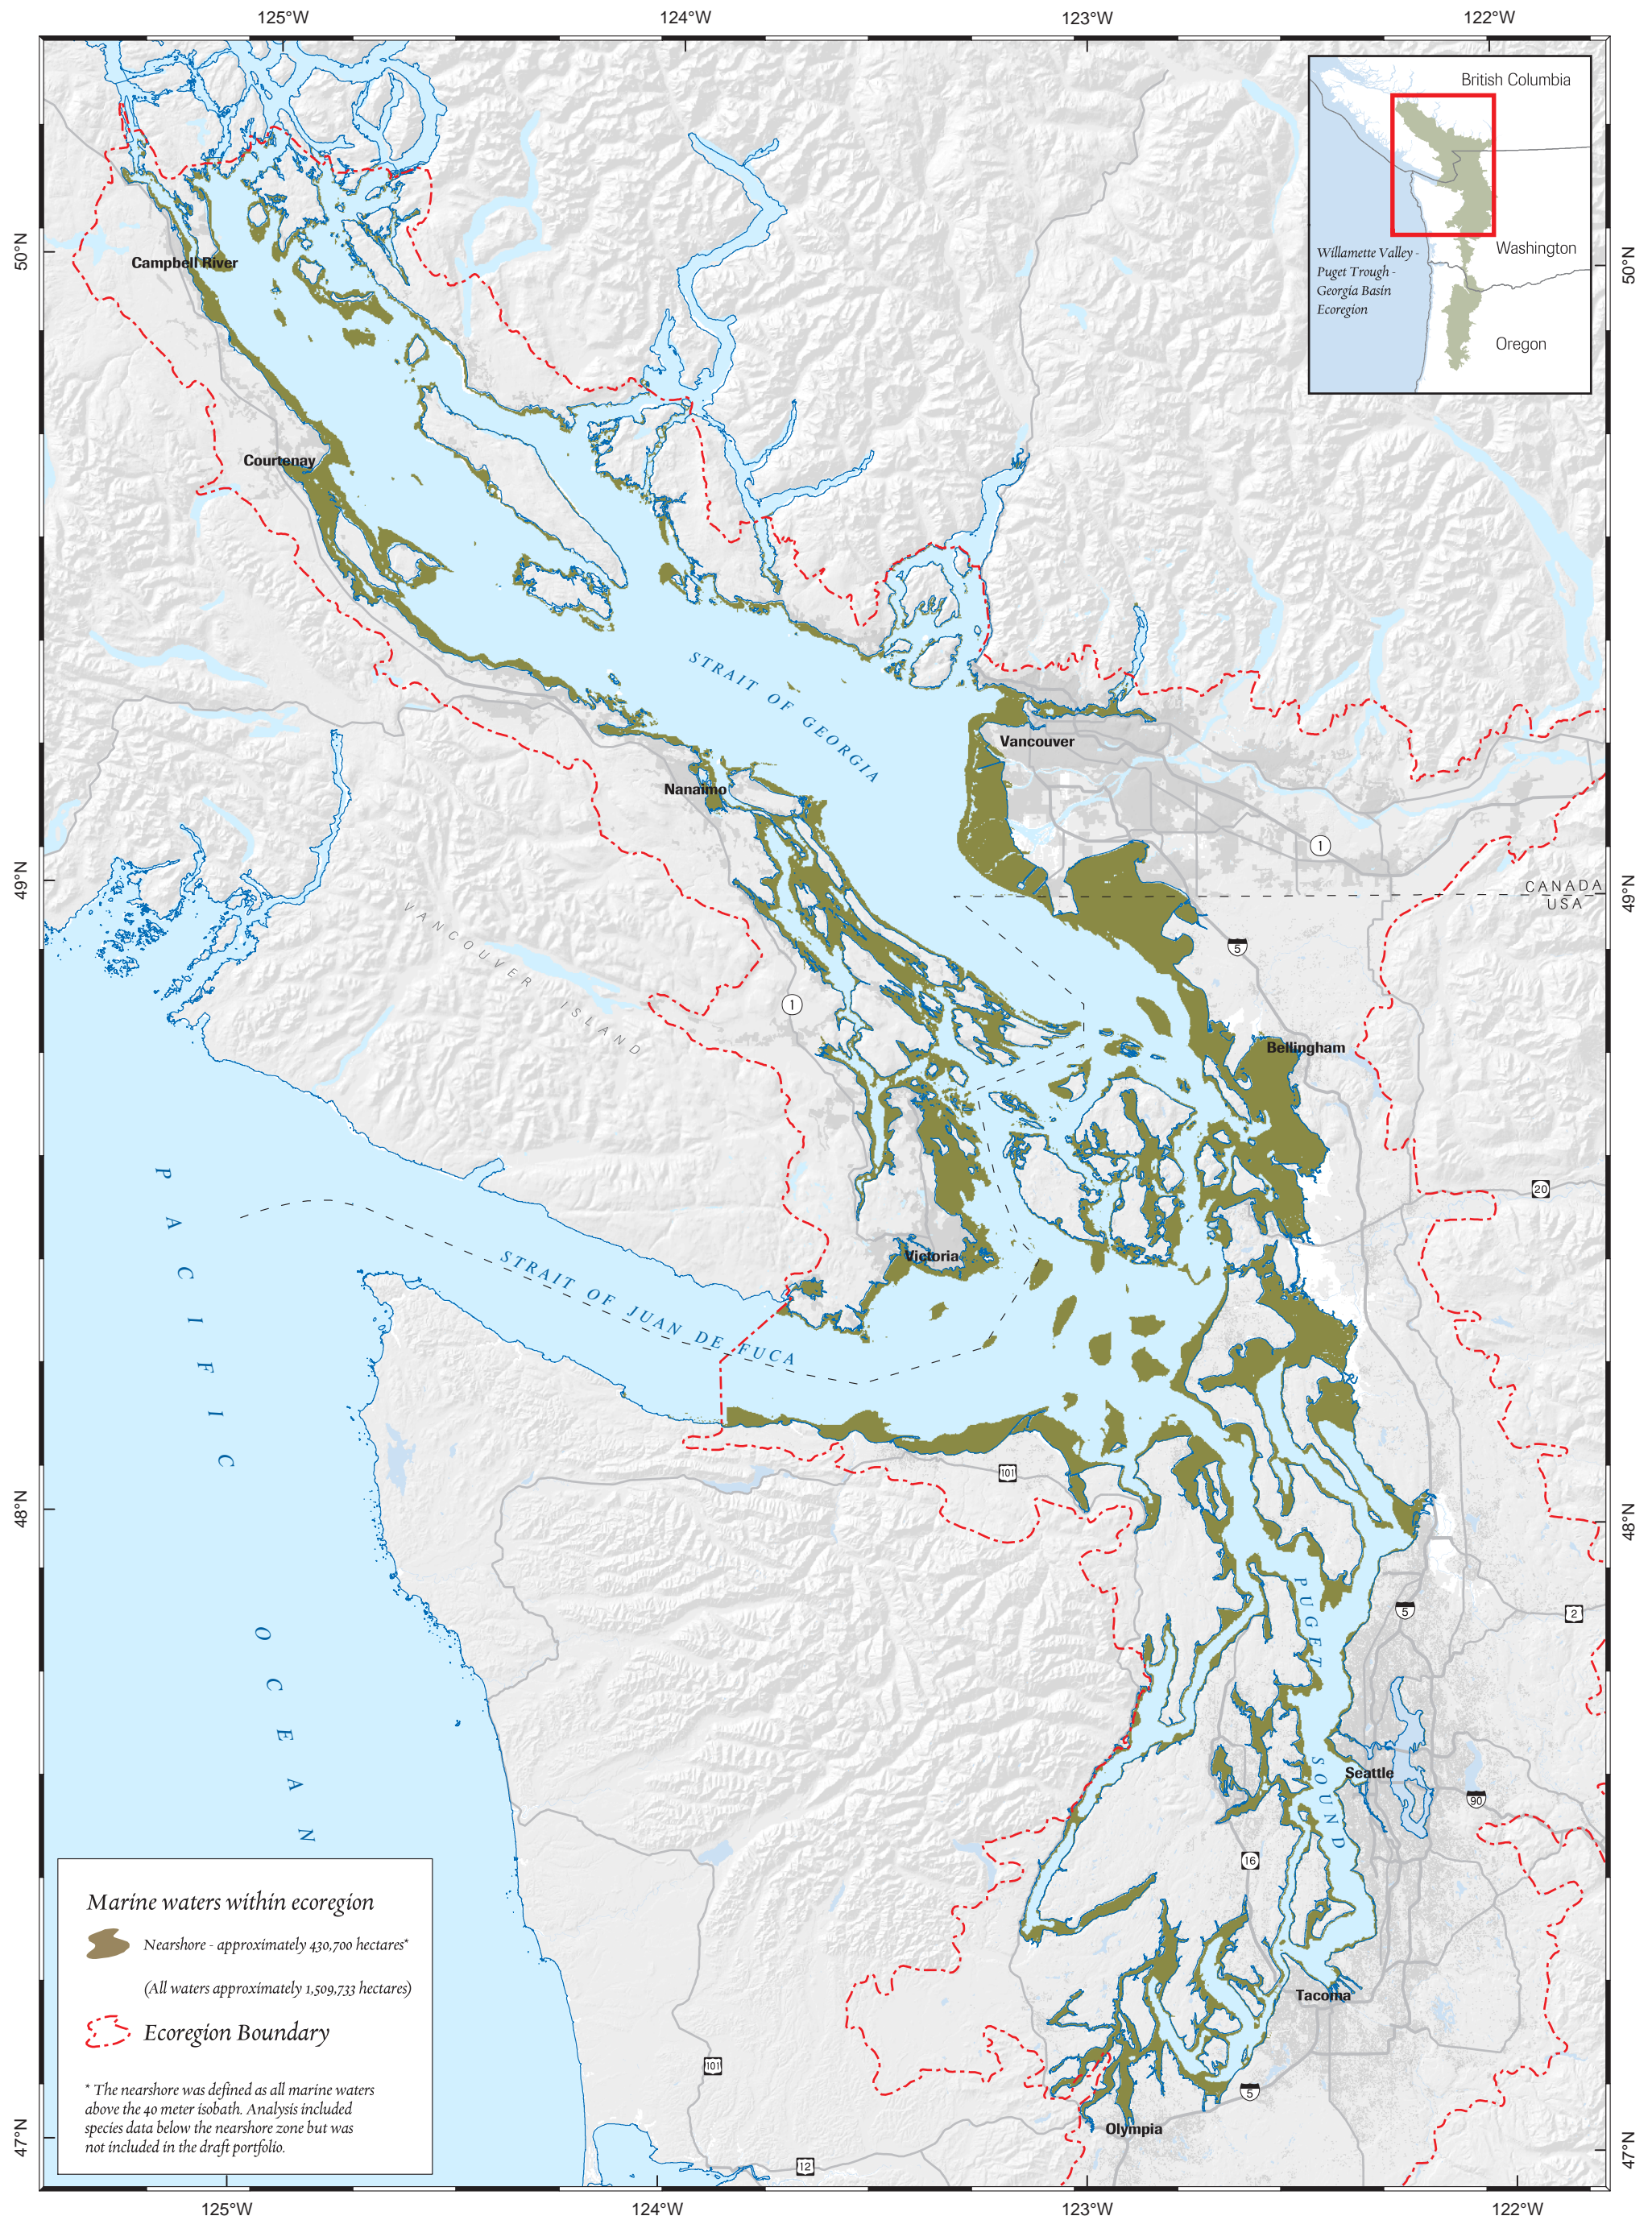 125°W
124°W
123°W
122°W
British Columbia
Washington
Willamette Valley -
Puget Trough -
Georgia Basin
Ecoregion
Oregon
50°N
50°N
Campbell River
Courtenay
STRAIT OF GEORGIA
Vancouver
Nanaimo
1
49°N
49°N
CANADA
USA
VANCOUVER ISLAND
5
1
Bellingham
20
PACIFIC OCEAN
STRAIT OF JUAN DE FUCA
Victoria
101
48°N
48°N
PUGET SOUND
5
2
Seattle
90
16
Marine waters within ecoregion
Nearshore - approximately 430,700 hectares*
(All waters approximately 1,509,733 hectares)
Ecoregion Boundary
* The nearshore was defined as all marine waters
above the 40 meter isobath. Analysis included
species data below the nearshore zone but was
not included in the draft portfolio.
Tacoma
101
5
Olympia
12
47°N
47°N
125°W
124°W
123°W
122°W